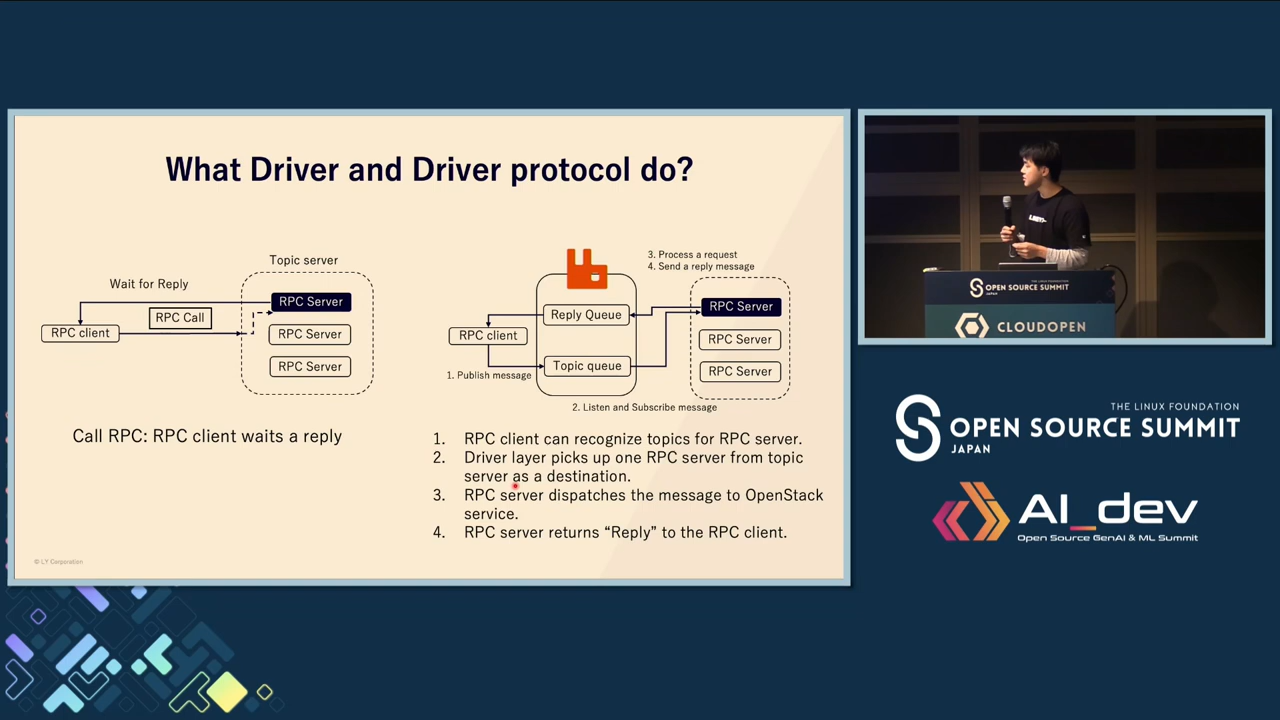 What Driver and Driver protocol do?
Topic server
Wait for Reply
RPC Call
RPC client
RPC Server
RPC Server
RPC Server
Call RPC: RPC client waits a reply
3. Process a request
4. Send a reply message
Reply Queue
RPC client
Topic queue
1. Publish message
2. Listen and Subscribe message
RPC Server
RPC Server
RPC Server
1. RPC client can recognize topics for RPC server.
2. Driver layer picks up one RPC server from topic
server as a destination.
3. RPC server dispatches the message to OpenStack
service.
4. RPC server returns “Reply” to the RPC client.
© LY Corporation
OPEN SOURCE SUMMIT
JAPAN
CLOUDOPEN
THE LINUX FOUNDATION
OPEN SOURCE SUMMIT
JAPAN
AI_dev
Open Source GenAI & ML Summit